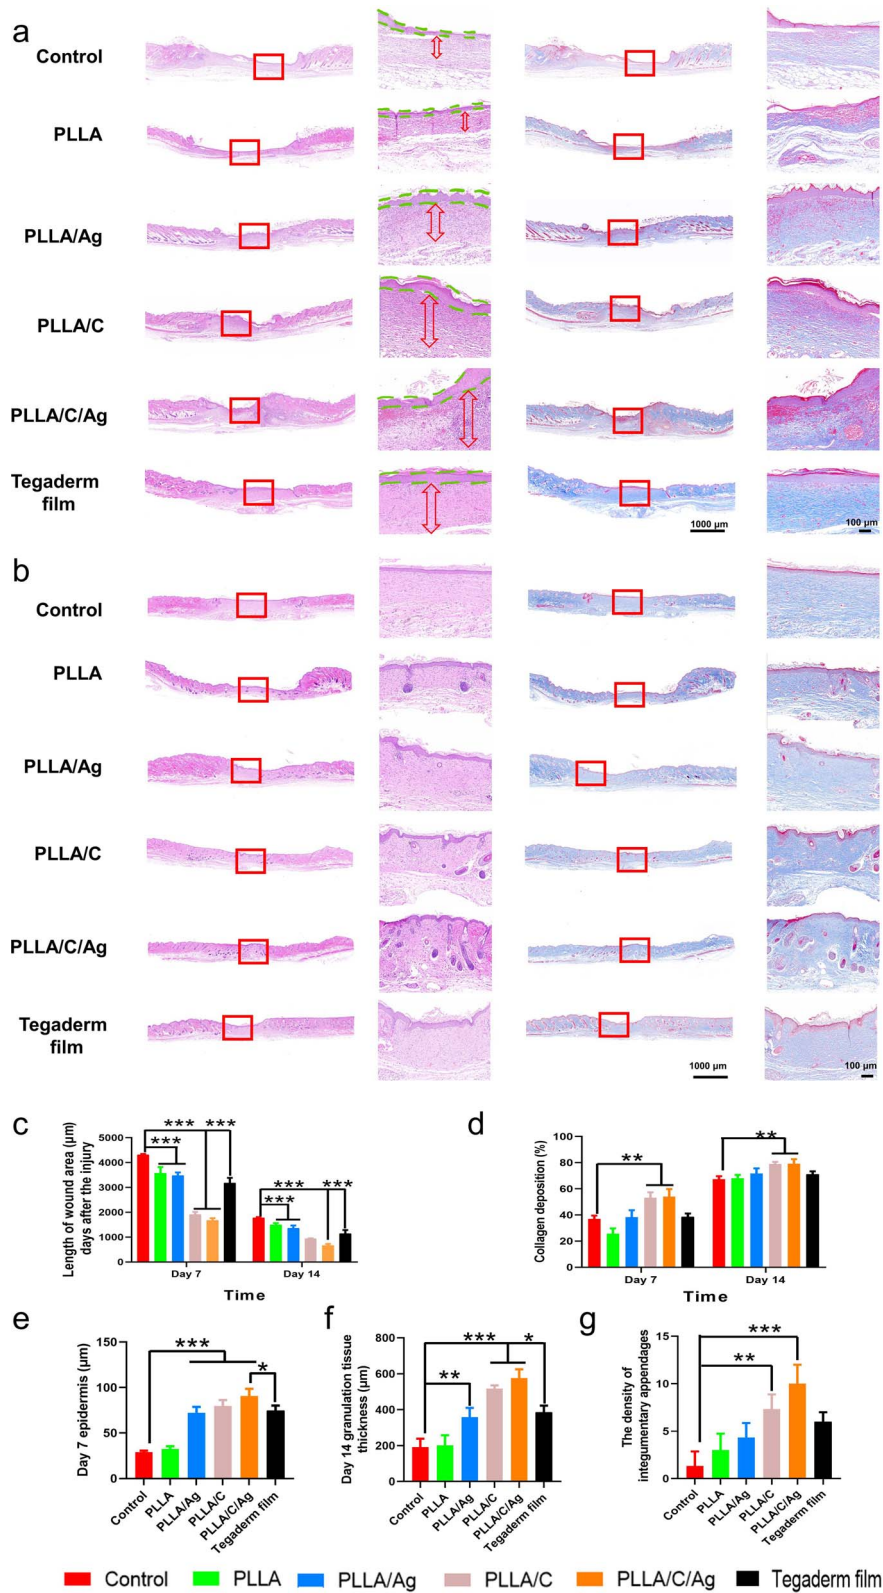 a
Control
PLLA
PLLA/Ag
PLLA/C
PLLA/C/Ag
Tegaderm
film
1000 μm
100 μm
b
Control
PLLA
PLLA/Ag
PLLA/C
PLLA/C/Ag
Tegaderm
film
1000 μm
100 μm
c
Length of wound area (μm)
days after the injury
5000
4000
3000
2000
1000
0
*** ***
***
*** ***
***
Day 7
Day 14
Time
d
Collagen deposition (%)
100
80
60
40
20
0
**
**
Day 7
Day 14
Time
e
Day 7 epidermis (μm)
150
100
50
0
***
*
Control
PLLA
PLLA/Ag
PLLA/C
PLLA/C/Ag
Tegaderm film
f
Day 14 granulation tissue
thickness (μm)
800
600
400
200
0
*** *
**
Control
PLLA
PLLA/Ag
PLLA/C
PLLA/C/Ag
Tegaderm film
g
The density of
integumentary appendages
15
10
5
0
***
**
Control
PLLA
PLLA/Ag
PLLA/C
PLLA/C/Ag
Tegaderm film
Control PLLA PLLA/Ag PLLA/C PLLA/C/Ag Tegaderm film